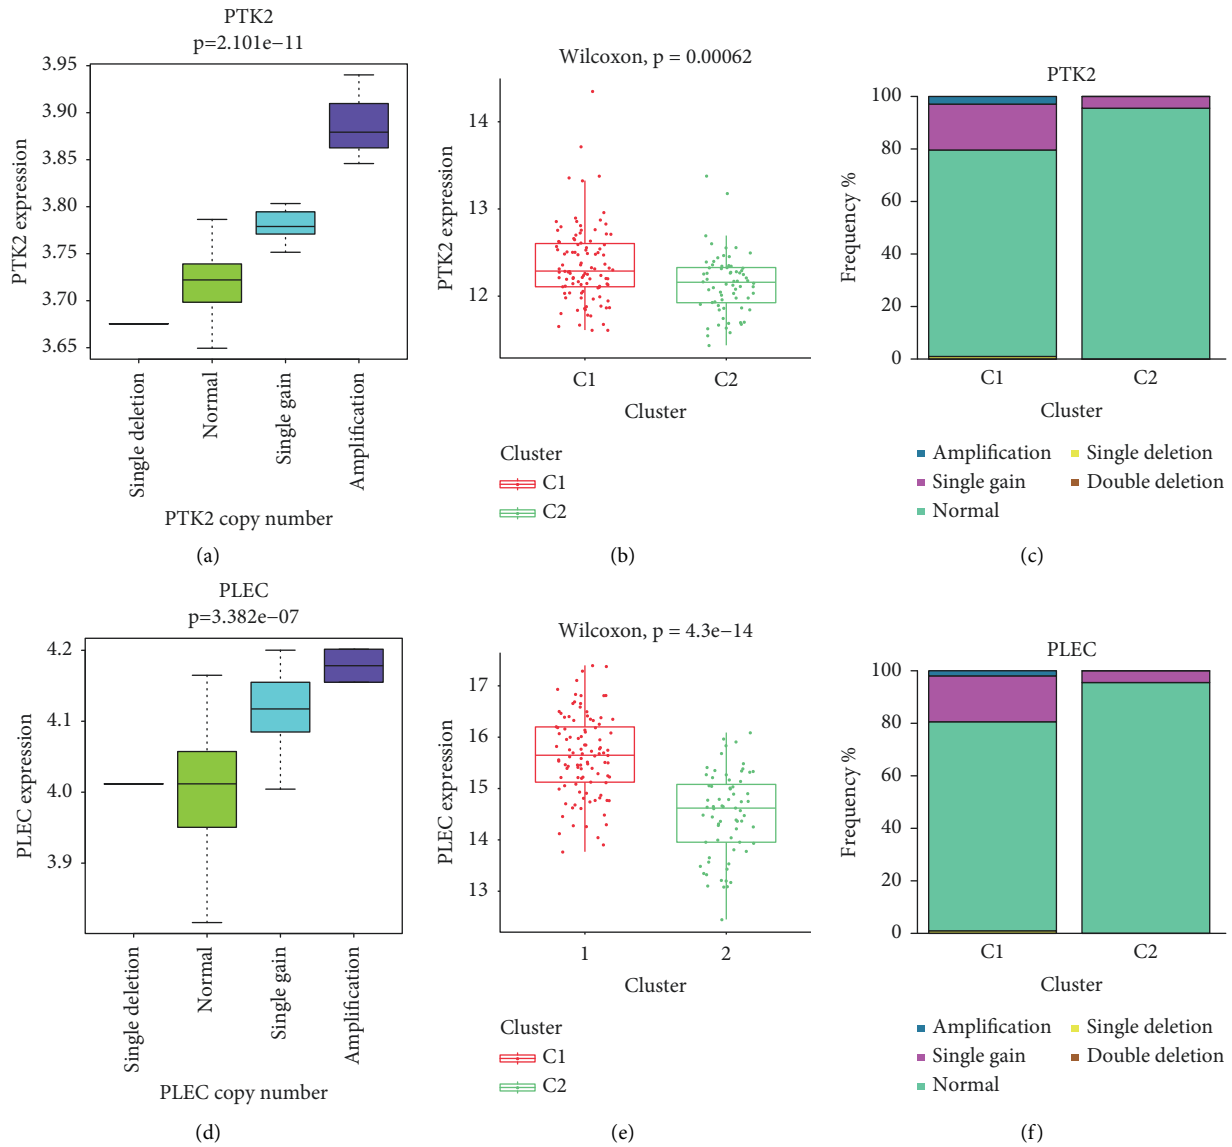 PTK2
p=2.101e−11
3.95
3.90
3.85
3.80
3.75
3.70
3.65
PTK2 expression
Single deletion
Normal
Single gain
Amplification
PTK2 copy number
(a)
Wilcoxon, p = 0.00062
14
13
12
PTK2 expression
C1 C2
Cluster
Cluster
C1
C2
(b)
PTK2
100
80
60
40
20
0
Frequency %
C1 C2
Cluster
Amplification Single deletion
Single gain Double deletion
Normal
(c)
PLEC
p=3.382e−07
4.2
4.1
4.0
3.9
PLEC expression
Single deletion
Normal
Single gain
Amplification
PLEC copy number
(d)
Wilcoxon, p = 4.3e−14
17
16
15
14
13
PLEC expression
1 2
Cluster
Cluster
C1
C2
(e)
PLEC
100
80
60
40
20
0
Frequency %
C1 C2
Cluster
Amplification Single deletion
Single gain Double deletion
Normal
(f)